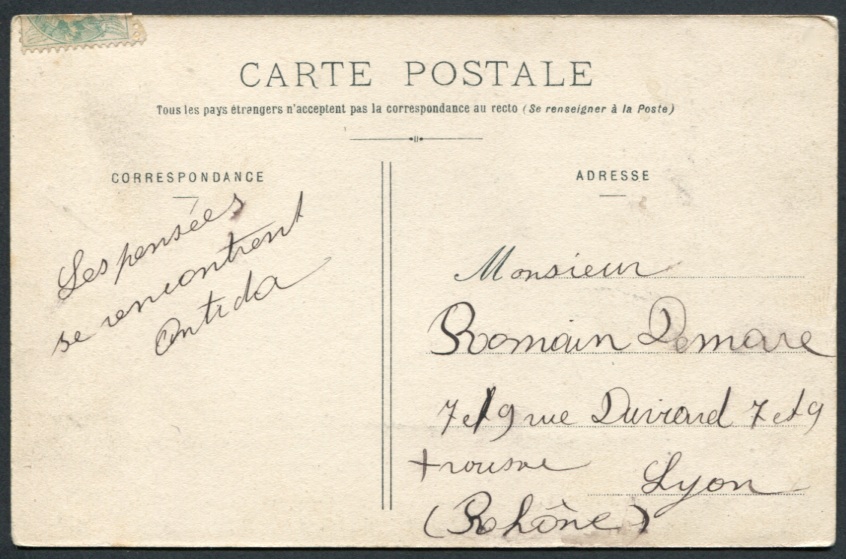 CARTE POSTALE
Tous les pays étrangers n'acceptent pas la correspondance au recto (Se renseigner à la Poste)
CORRESPONDANCE
Les pensées
se rencontrent
Antida
ADRESSE
Monsieur
Romain Demare
7 et 9 rue Duviard 7 et 9
Lyon
(Rhône)